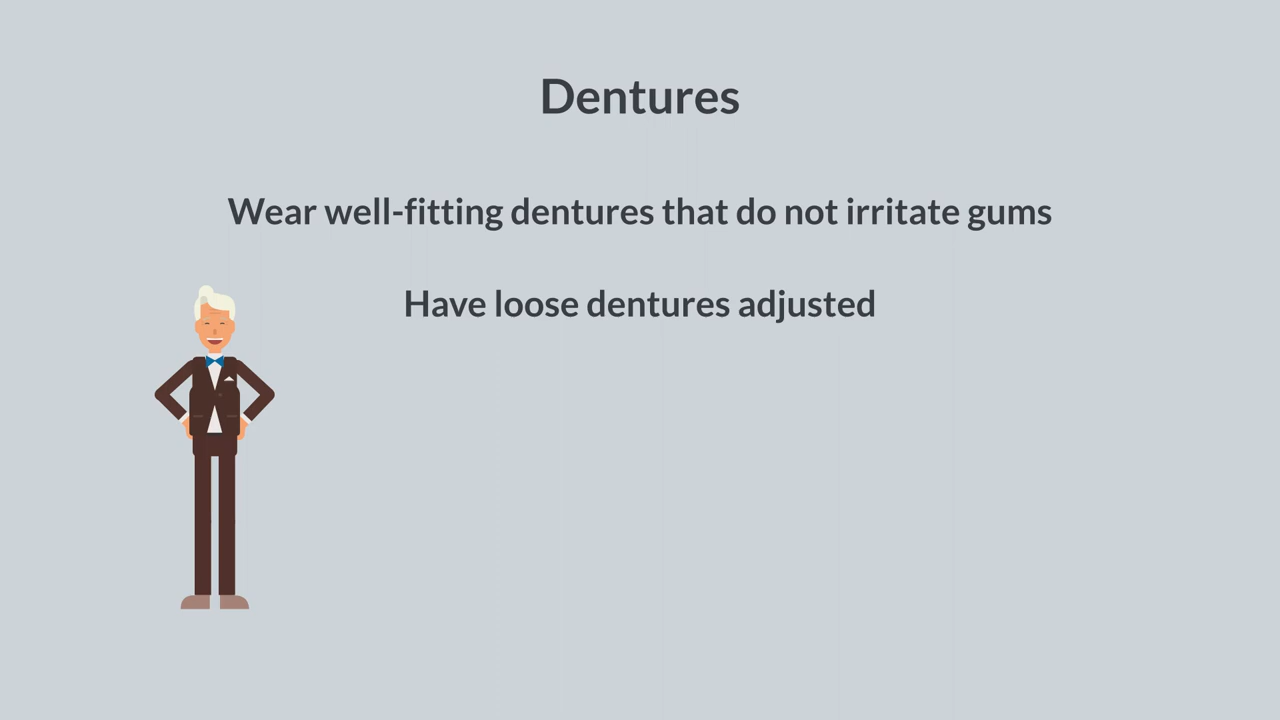 Dentures
Wear well-fitting dentures that do not irritate gums
Have loose dentures adjusted